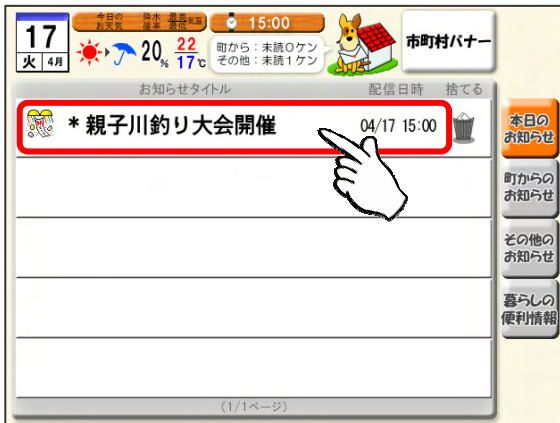 17
火 4月
今日の
お天気
降水
確率
最高
最低
気温
20%
22
17℃
15:00
町から：未読0ケン
その他：未読1ケン
市町村バナー
お知らせタイトル 配信日時 捨てる
＊親子川釣り大会開催 04/17 15:00
本日の
お知らせ
町からの
お知らせ
その他の
お知らせ
暮らしの
便利情報
(1/1ページ)